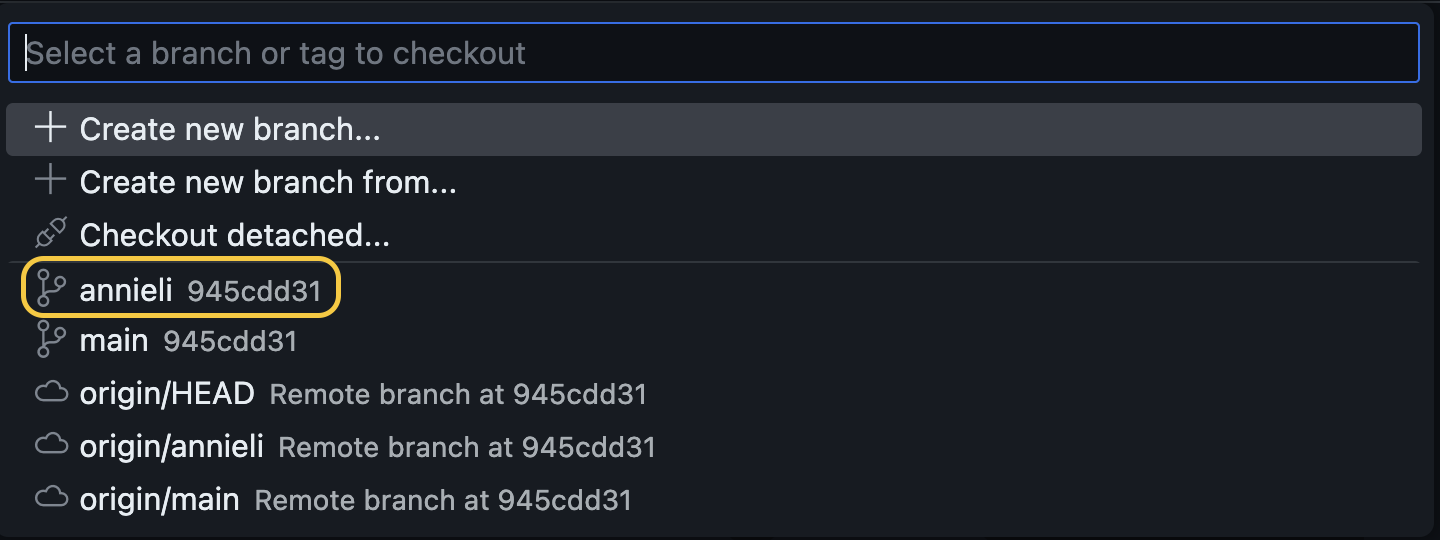 Select a branch or tag to checkout
Create new branch...
Create new branch from...
Checkout detached...
annieli 945cdd31
main 945cdd31
origin/HEAD Remote branch at 945cdd31
origin/annieli Remote branch at 945cdd31
origin/main Remote branch at 945cdd31